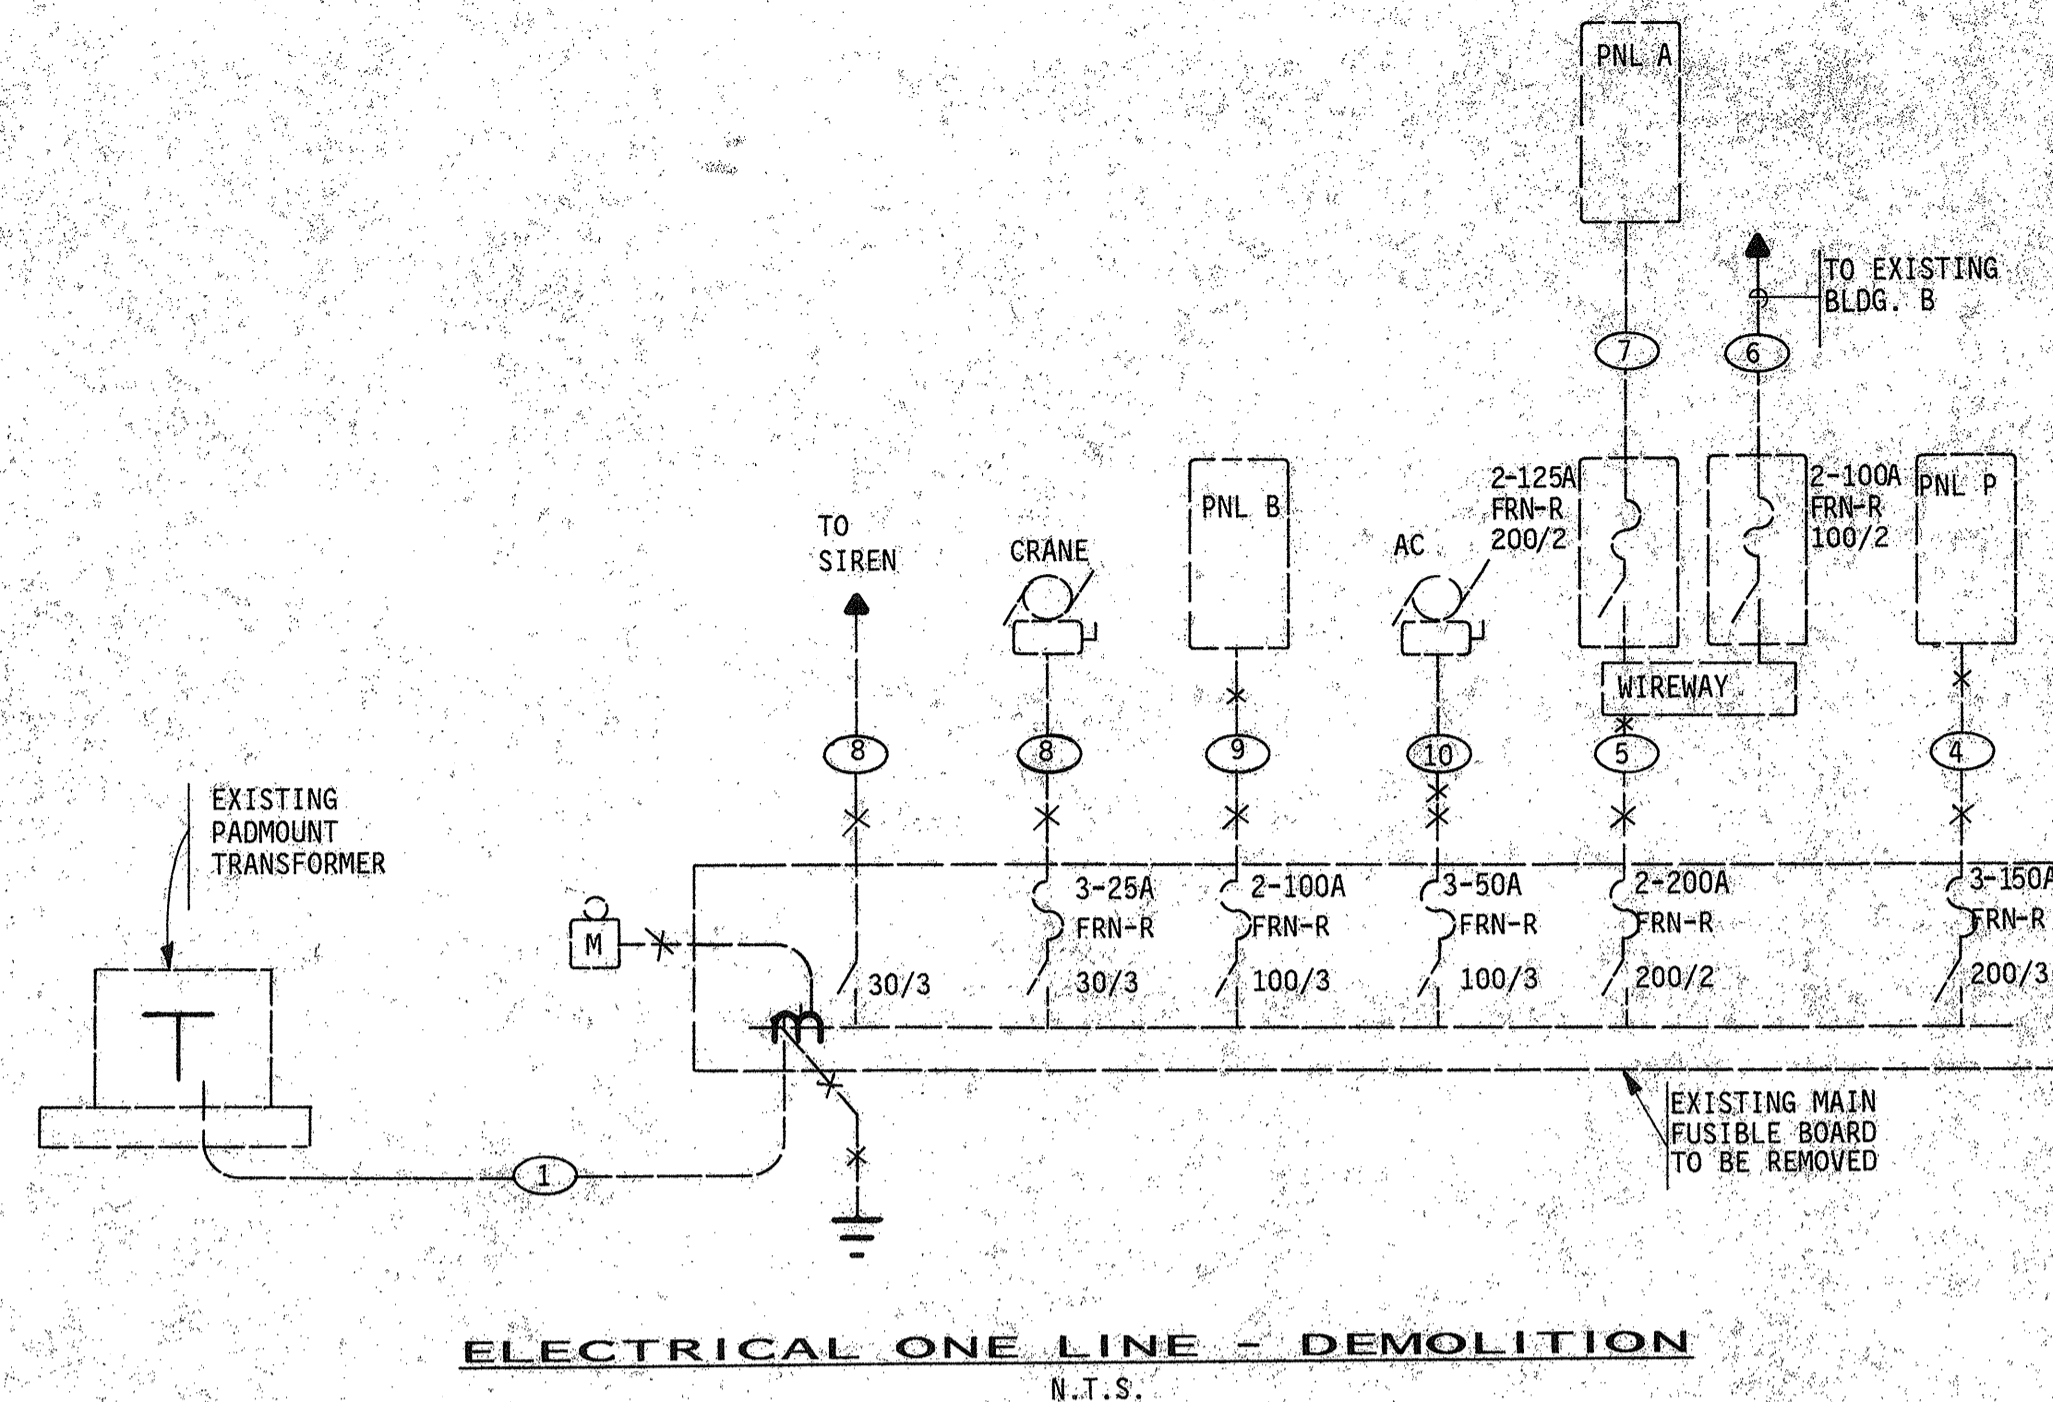 PNL A
TO EXISTING
BLDG. B
7
6
2-125A
FRN-R
200/2
2-100A
FRN-R
100/2
PNL P
PNL B
TO
SIREN
CRANE
AC
WIREWAY
8
8
9
10
5
4
EXISTING
PADMOUNT
TRANSFORMER
M
T
3-25A
FRN-R
30/3
2-100A
FRN-R
100/3
3-50A
FRN-R
100/3
2-200A
FRN-R
200/2
3-150A
FRN-R
200/3
30/3
1
EXISTING MAIN
FUSIBLE BOARD
TO BE REMOVED
ELECTRICAL ONE LINE - DEMOLITION
N.T.S.